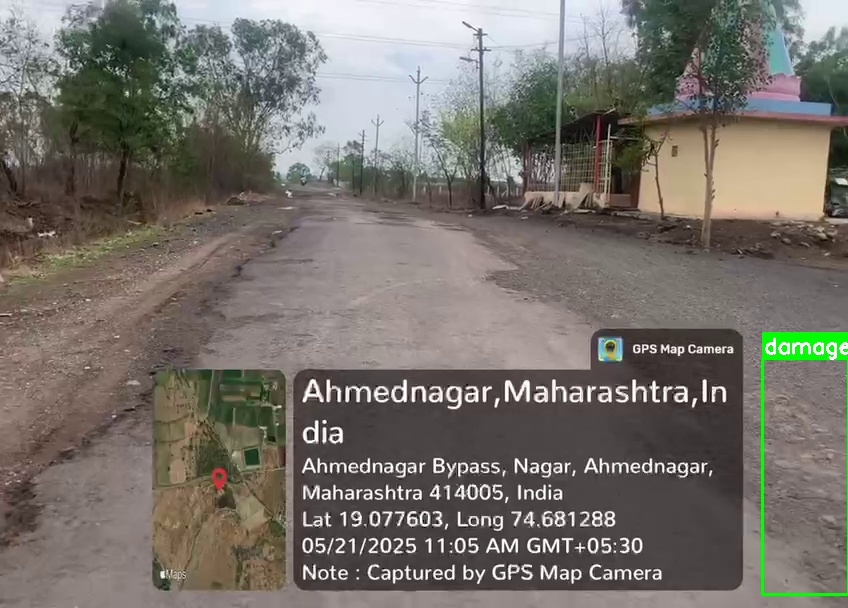 GPS Map Camera
damage
Ahmednagar,Maharashtra,In
dia
Ahmednagar Bypass, Nagar, Ahmednagar,
Maharashtra 414005, India
Lat 19.077603, Long 74.681288
05/21/2025 11:05 AM GMT+05:30
Note : Captured by GPS Map Camera
Maps